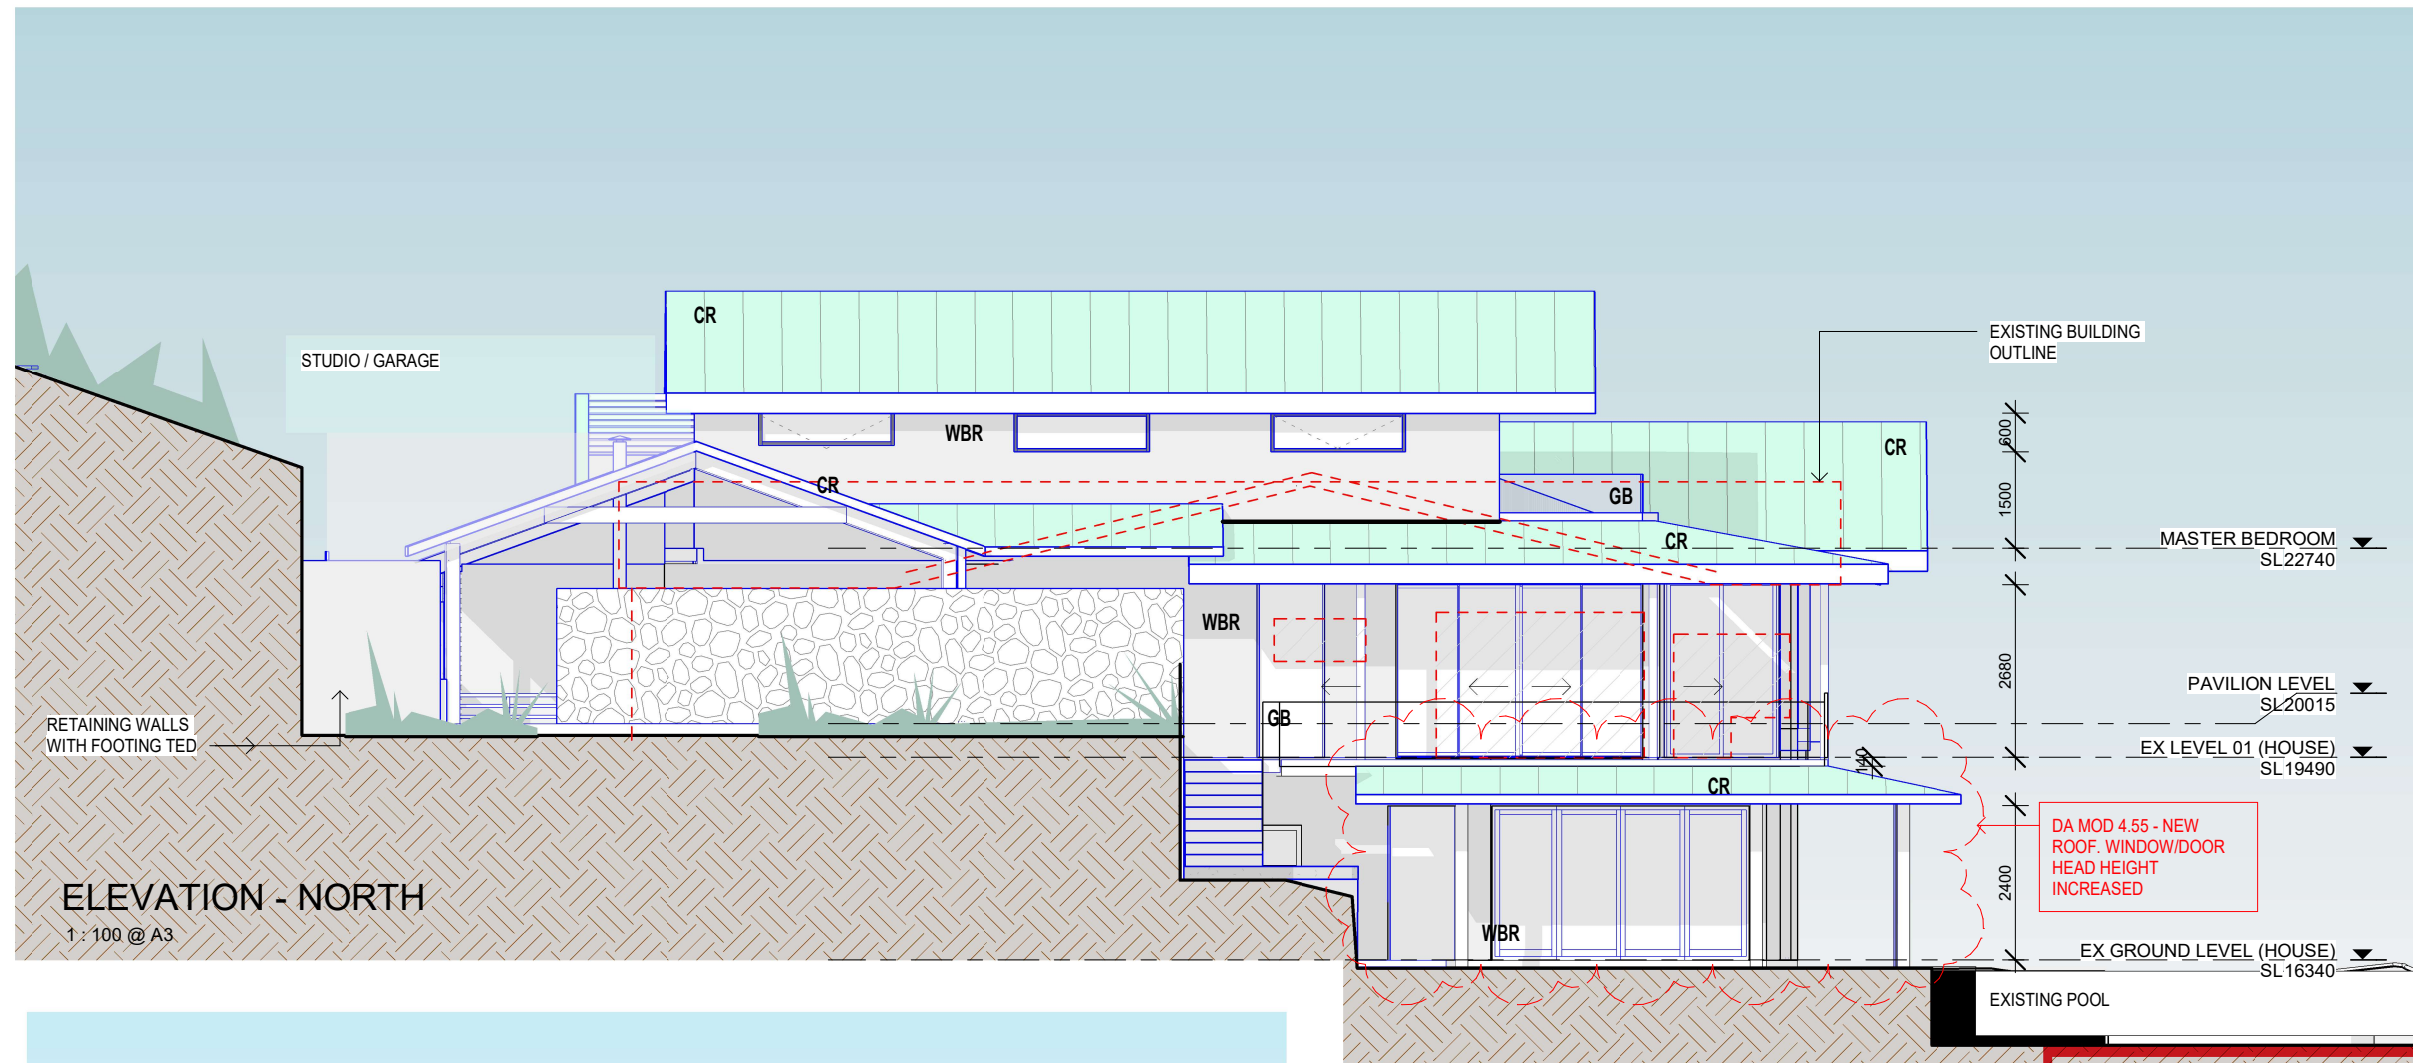 CR
STUDIO / GARAGE
EXISTING BUILDING
OUTLINE
WBR
CR
600
CR
GB
1500
CR
MASTER BEDROOM
SL22740
WBR
2680
PAVILION LEVEL
SL20015
GB
RETAINING WALLS
WITH FOOTING TED
EX LEVEL 01 (HOUSE)
SL19490
140
CR
DA MOD 4.55 - NEW
ROOF. WINDOW/DOOR
HEAD HEIGHT
INCREASED
2400
ELEVATION - NORTH
1 : 100 @ A3
WBR
EX GROUND LEVEL (HOUSE)
SL16340
EXISTING POOL